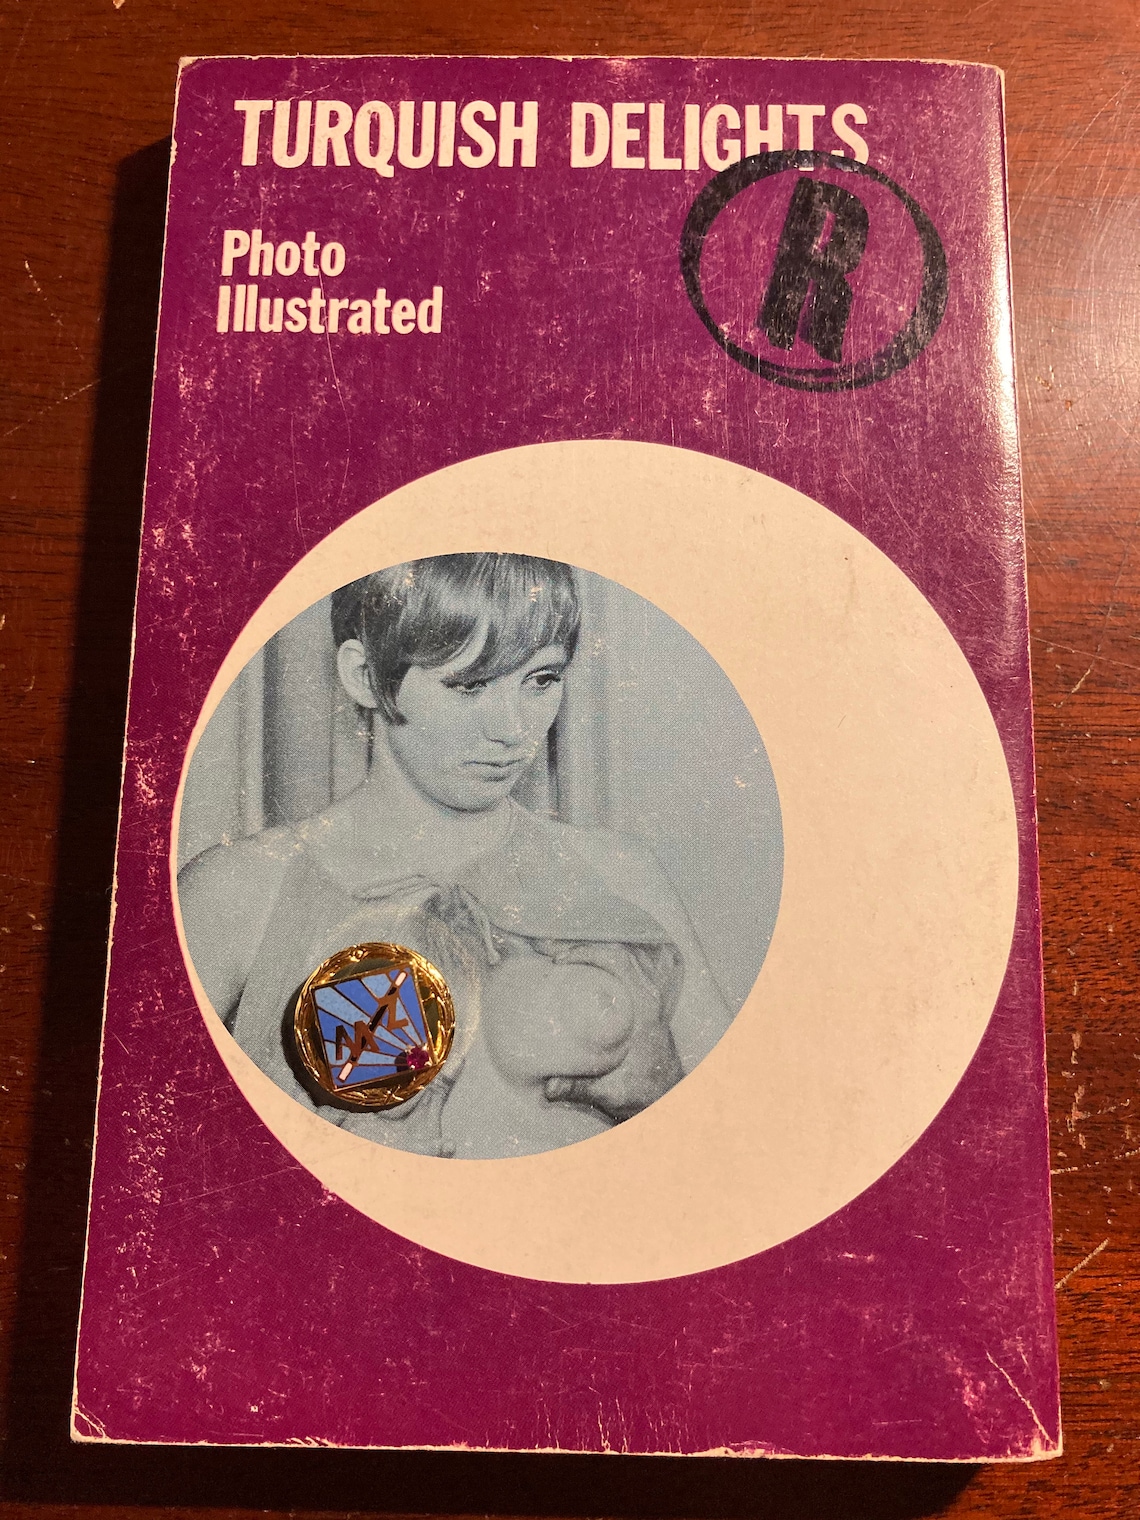 TURQUISH DELIGHTS
R
Photo
Illustrated